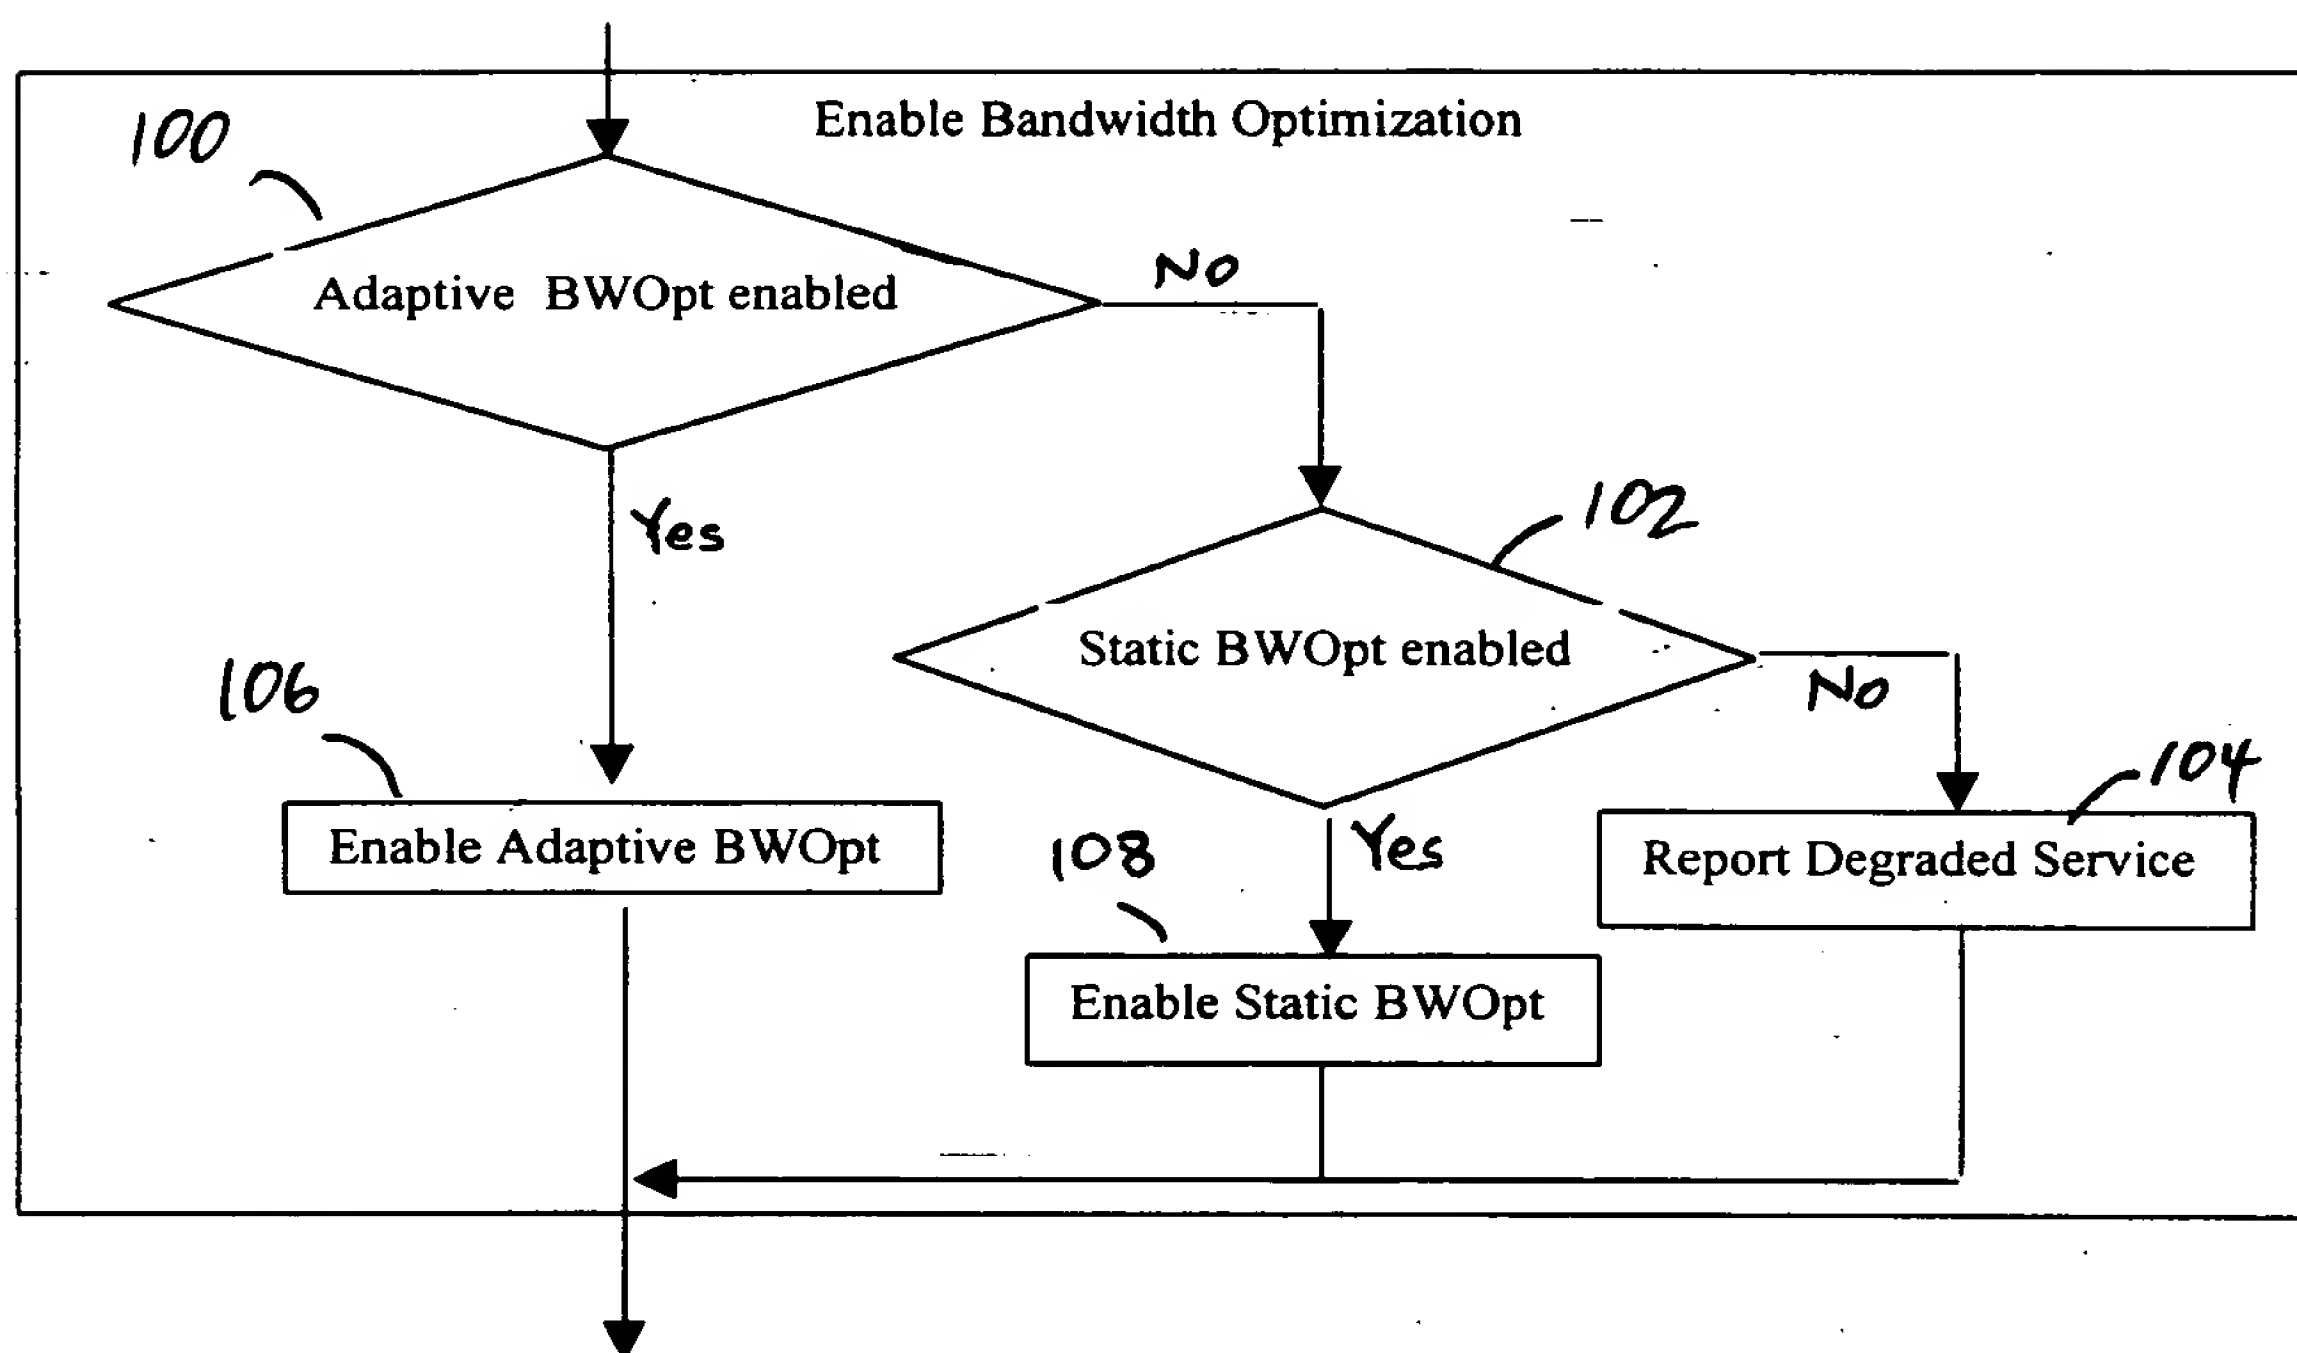 Enable Bandwidth Optimization
100
Adaptive BWOpt enabled
No
Yes
102
Static BWOpt enabled
No
106
104
Enable Adaptive BWOpt
108
Yes
Report Degraded Service
Enable Static BWOpt